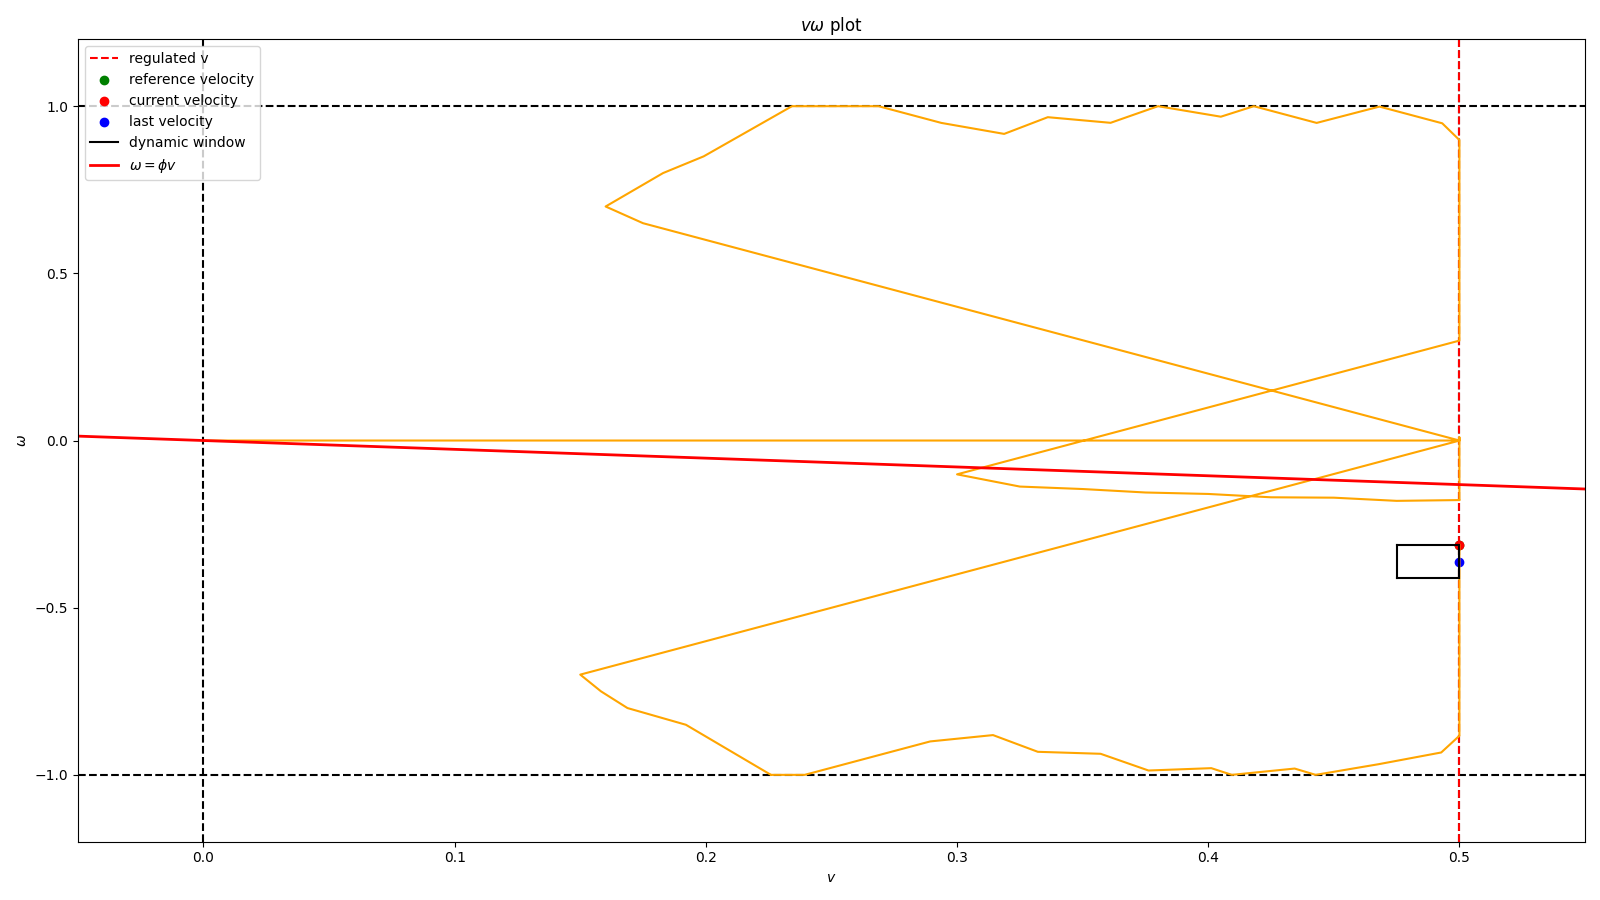 vω plot
regulated v
reference velocity
current velocity
last velocity
dynamic window
ω = ϕv
1.0
0.5
0.0
−0.5
−1.0
ω
0.0 0.1 0.2 0.3 0.4 0.5
v